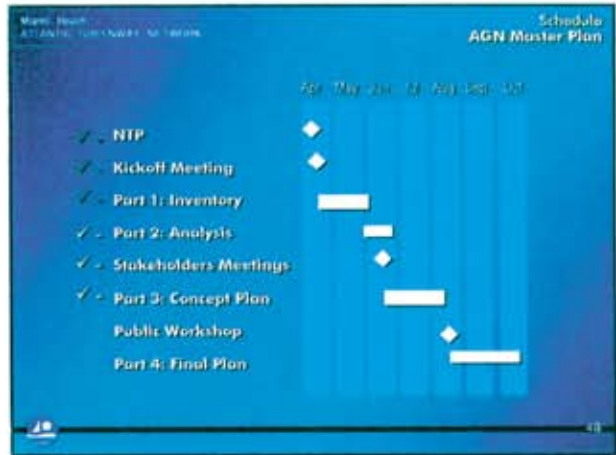 Miami Beach
ATLANTIC GREENWAY NETWORK
Schedule
AGN Master Plan
Apr May Jun Jul Aug Sept Oct
NTP
Kickoff Meeting
Part 1: Inventory
Part 2: Analysis
Stakeholders Meetings
Part 3: Concept Plan
Public Workshop
Part 4: Final Plan